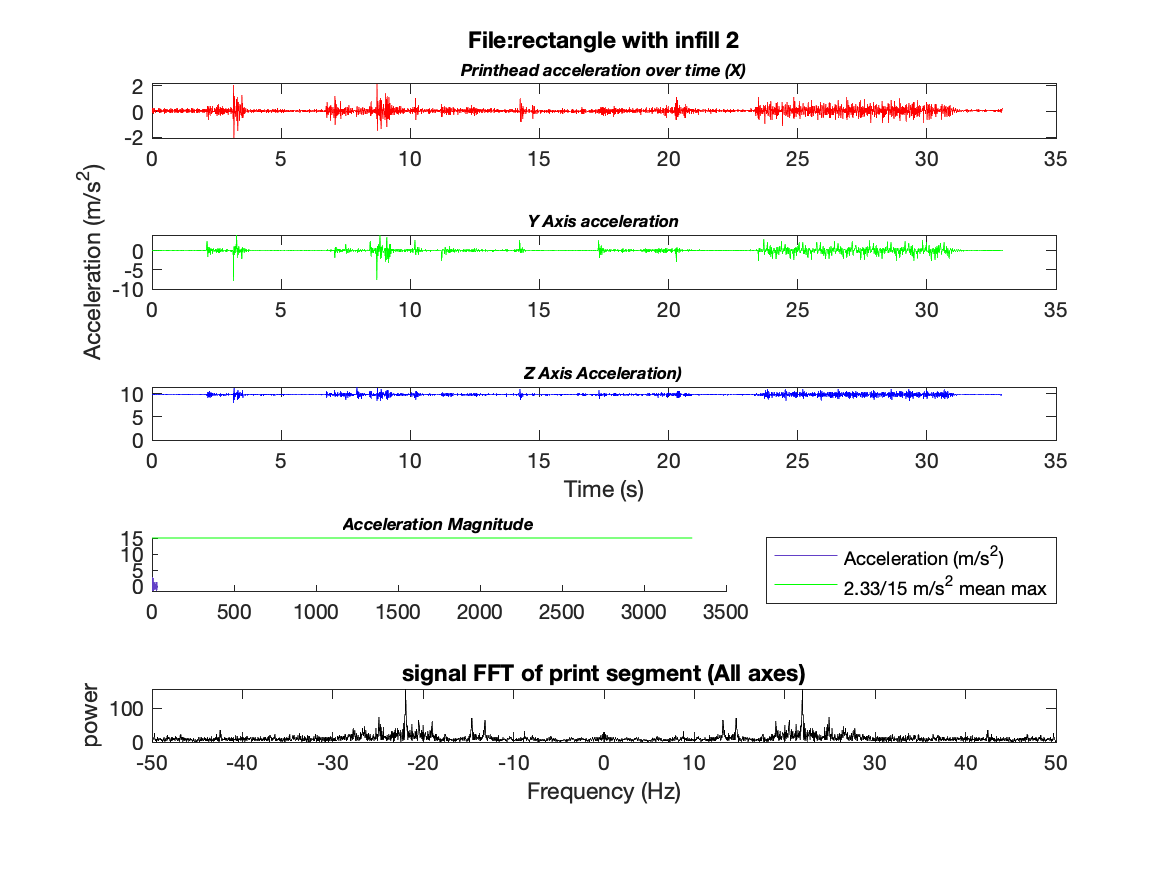 File:rectangle with infill 2
Printhead acceleration over time (X)
2
0
-2
0 5 10 15 20 25 30 35
Acceleration (m/s²)
Y Axis acceleration
0
-5
-10
0 5 10 15 20 25 30 35
Z Axis Acceleration)
10
5
0
0 5 10 15 20 25 30 35
Time (s)
Acceleration Magnitude
15
10
5
0
0 500 1000 1500 2000 2500 3000 3500
Acceleration (m/s²)
2.33/15 m/s² mean max
signal FFT of print segment (All axes)
power
100
0
-50 -40 -30 -20 -10 0 10 20 30 40 50
Frequency (Hz)